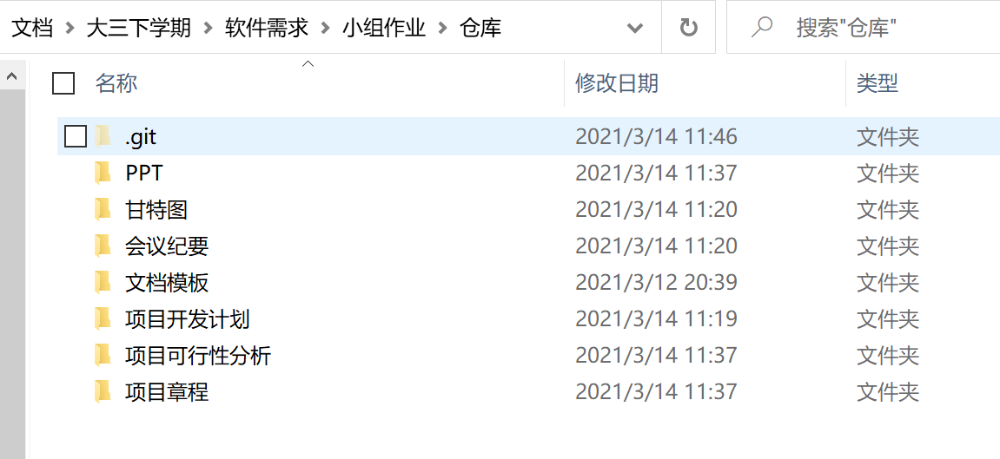 文档 > 大三下学期 > 软件需求 > 小组作业 > 仓库 搜索"仓库"
名称 修改日期 类型
.git 2021/3/14 11:46 文件夹
PPT 2021/3/14 11:37 文件夹
甘特图 2021/3/14 11:20 文件夹
会议纪要 2021/3/14 11:20 文件夹
文档模板 2021/3/12 20:39 文件夹
项目开发计划 2021/3/14 11:19 文件夹
项目可行性分析 2021/3/14 11:37 文件夹
项目章程 2021/3/14 11:37 文件夹